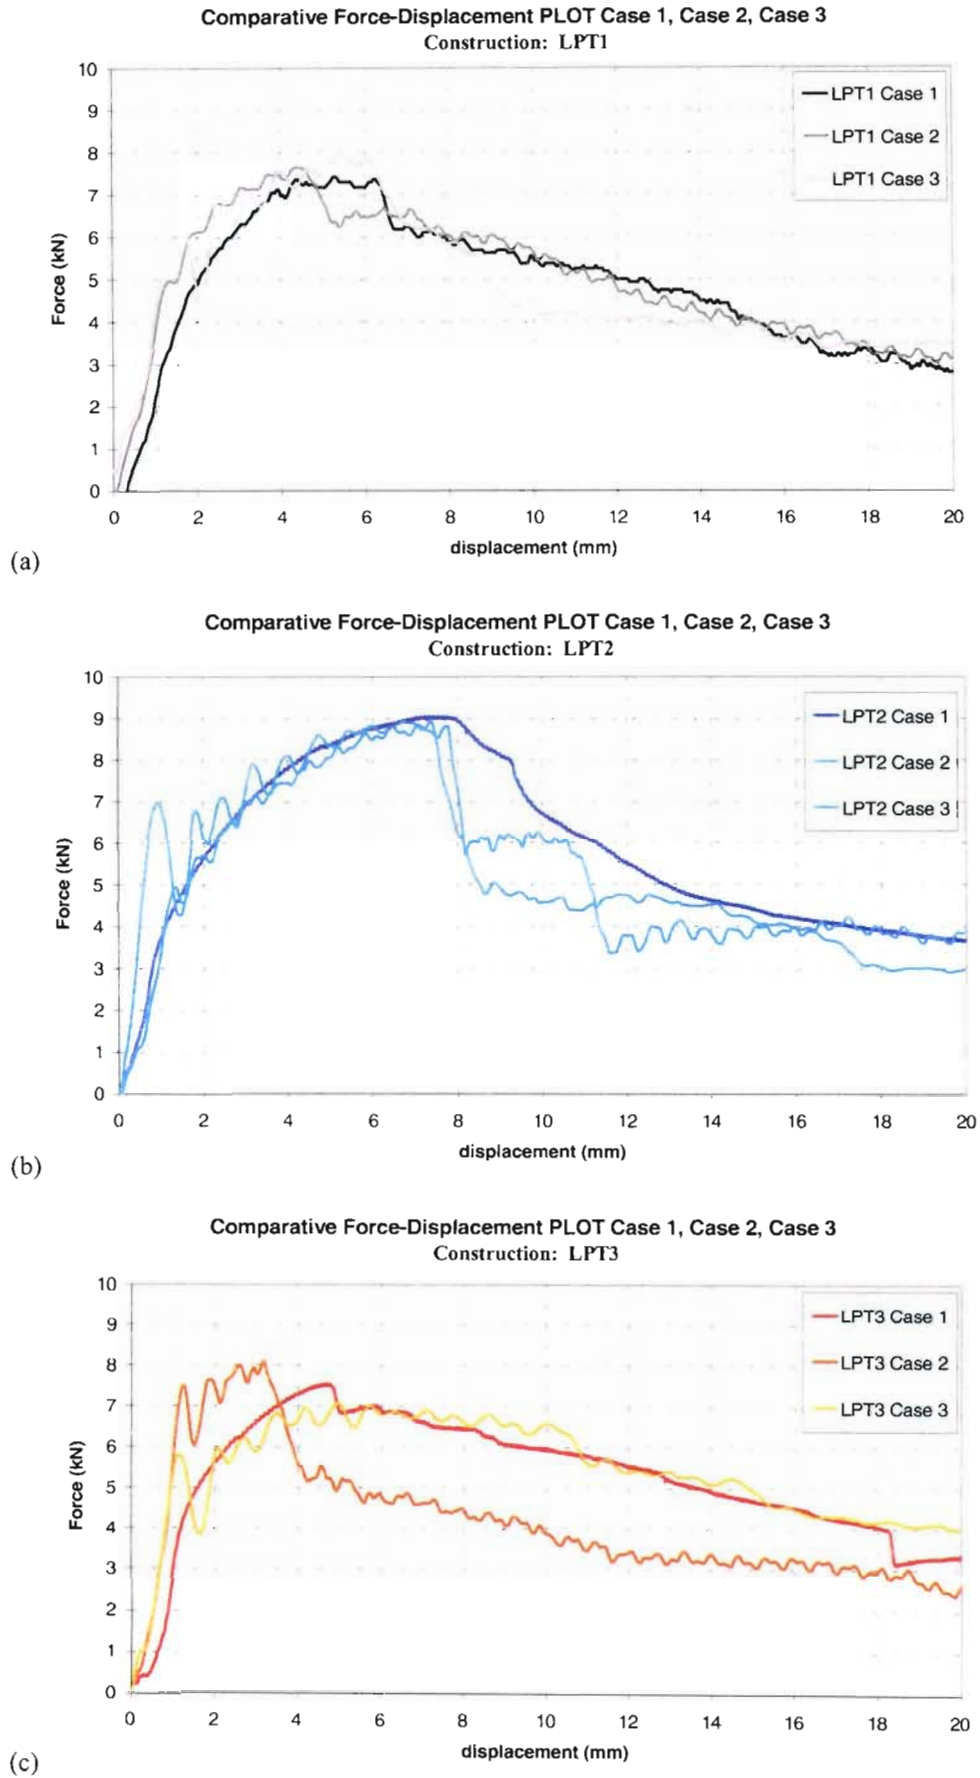 Comparative Force-Displacement PLOT Case 1, Case 2, Case 3
Construction: LPT1
10
9
8
7
6
5
4
3
2
1
0
Force (kN)
LPT1 Case 1
LPT1 Case 2
LPT1 Case 3
0 2 4 6 8 10 12 14 16 18 20
displacement (mm)
(a)
Comparative Force-Displacement PLOT Case 1, Case 2, Case 3
Construction: LPT2
10
9
8
7
6
5
4
3
2
1
0
Force (kN)
LPT2 Case 1
LPT2 Case 2
LPT2 Case 3
0 2 4 6 8 10 12 14 16 18 20
displacement (mm)
(b)
Comparative Force-Displacement PLOT Case 1, Case 2, Case 3
Construction: LPT3
10
9
8
7
6
5
4
3
2
1
0
Force (kN)
LPT3 Case 1
LPT3 Case 2
LPT3 Case 3
0 2 4 6 8 10 12 14 16 18 20
displacement (mm)
(c)